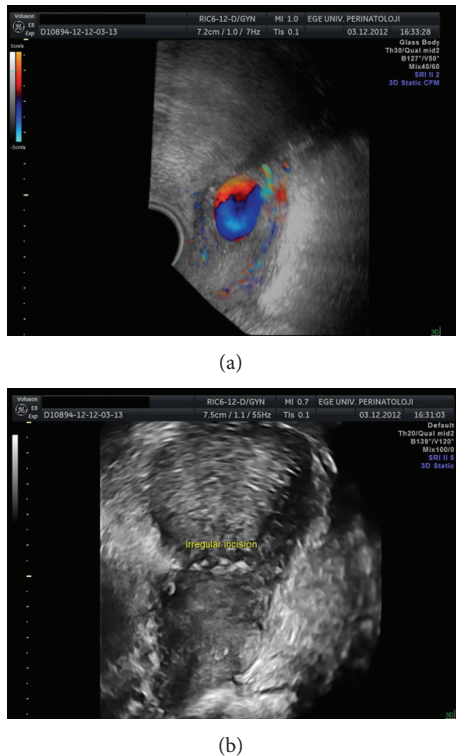 Voluson
E8
Exp
RIC6-12-D/GYN
MI 1.0
EGE UNIV. PERINATOLOJI
D10894-12-12-03-13
7.2cm / 1.0 / 7Hz
TIs 0.1
03.12.2012
16:33:28
Glass Body
Th30/Qual mid2
B127°/V50°
Mix40/60
SRI II 2
3D Static CFM
5cm/s
-5cm/s
3D
(a)
Voluson
E8
Exp
RIC6-12-D/GYN
MI 0.7
EGE UNIV. PERINATOLOJI
D10894-12-12-03-13
7.5cm / 1.1 / 55Hz
TIs 0.1
03.12.2012
16:31:03
Default
Th20/Qual mid2
B139°/V120°
Mix100/0
SRI II 8
3D Static
irregular incision
3D
(b)